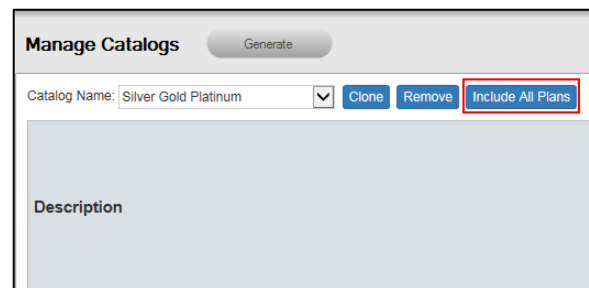 Manage Catalogs Generate
Catalog Name: Silver Gold Platinum Clone Remove Include All Plans
Description